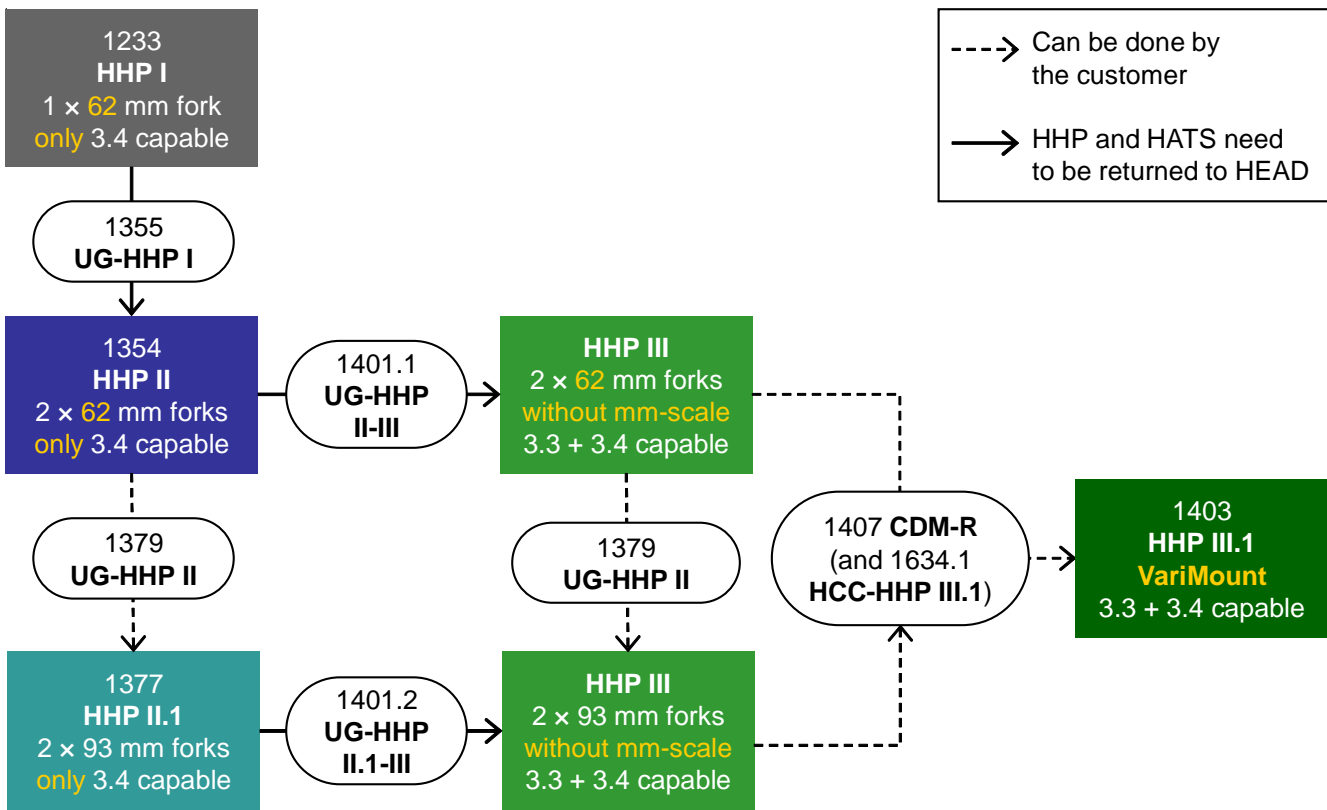 1233
HHP I
1 × 62 mm fork
only 3.4 capable
Can be done by
the customer
HHP and HATS need
to be returned to HEAD
1355
UG-HHP I
1354
HHP II
2 × 62 mm forks
only 3.4 capable
1401.1
UG-HHP
II-III
HHP III
2 × 62 mm forks
without mm-scale
3.3 + 3.4 capable
1379
UG-HHP II
1379
UG-HHP II
1407 CDM-R
(and 1634.1
HCC-HHP III.1)
1403
HHP III.1
VariMount
3.3 + 3.4 capable
1377
HHP II.1
2 × 93 mm forks
only 3.4 capable
1401.2
UG-HHP
II.1-III
HHP III
2 × 93 mm forks
without mm-scale
3.3 + 3.4 capable